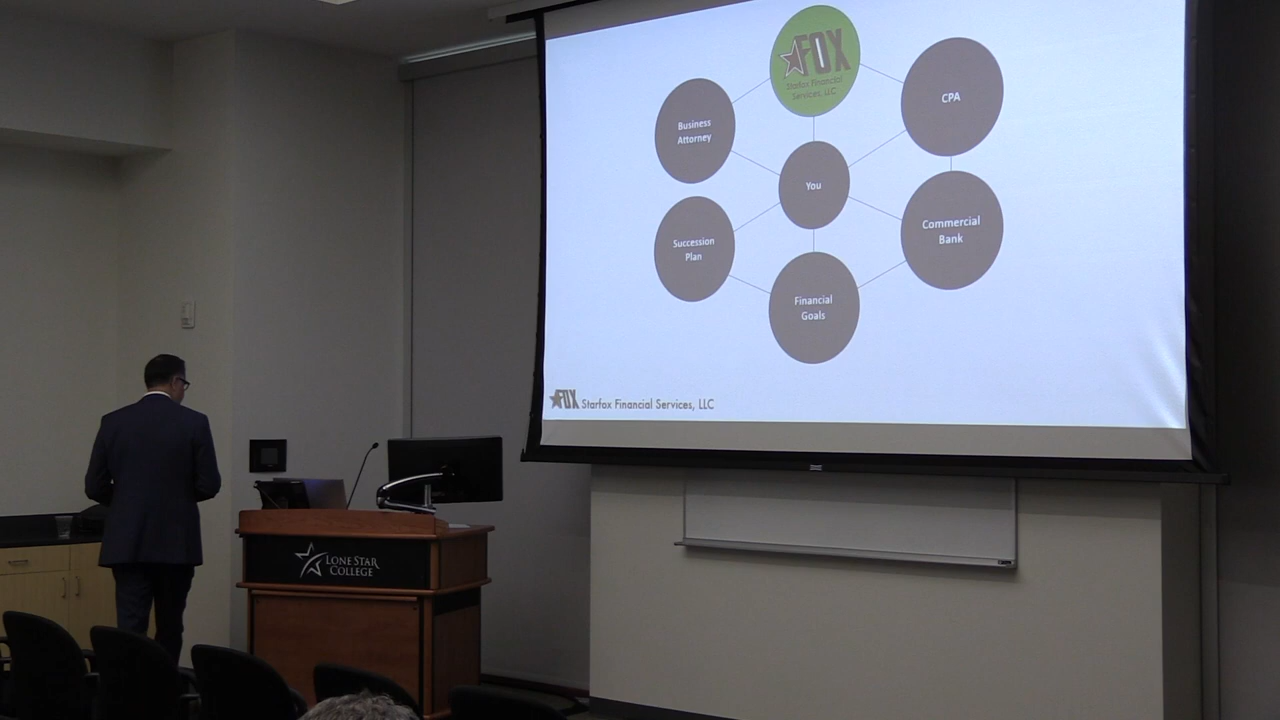 FOX
Starfox Financial
Services, LLC
CPA
Business
Attorney
You
Commercial
Bank
Succession
Plan
Financial
Goals
FOX Starfox Financial Services, LLC
LONE STAR
COLLEGE